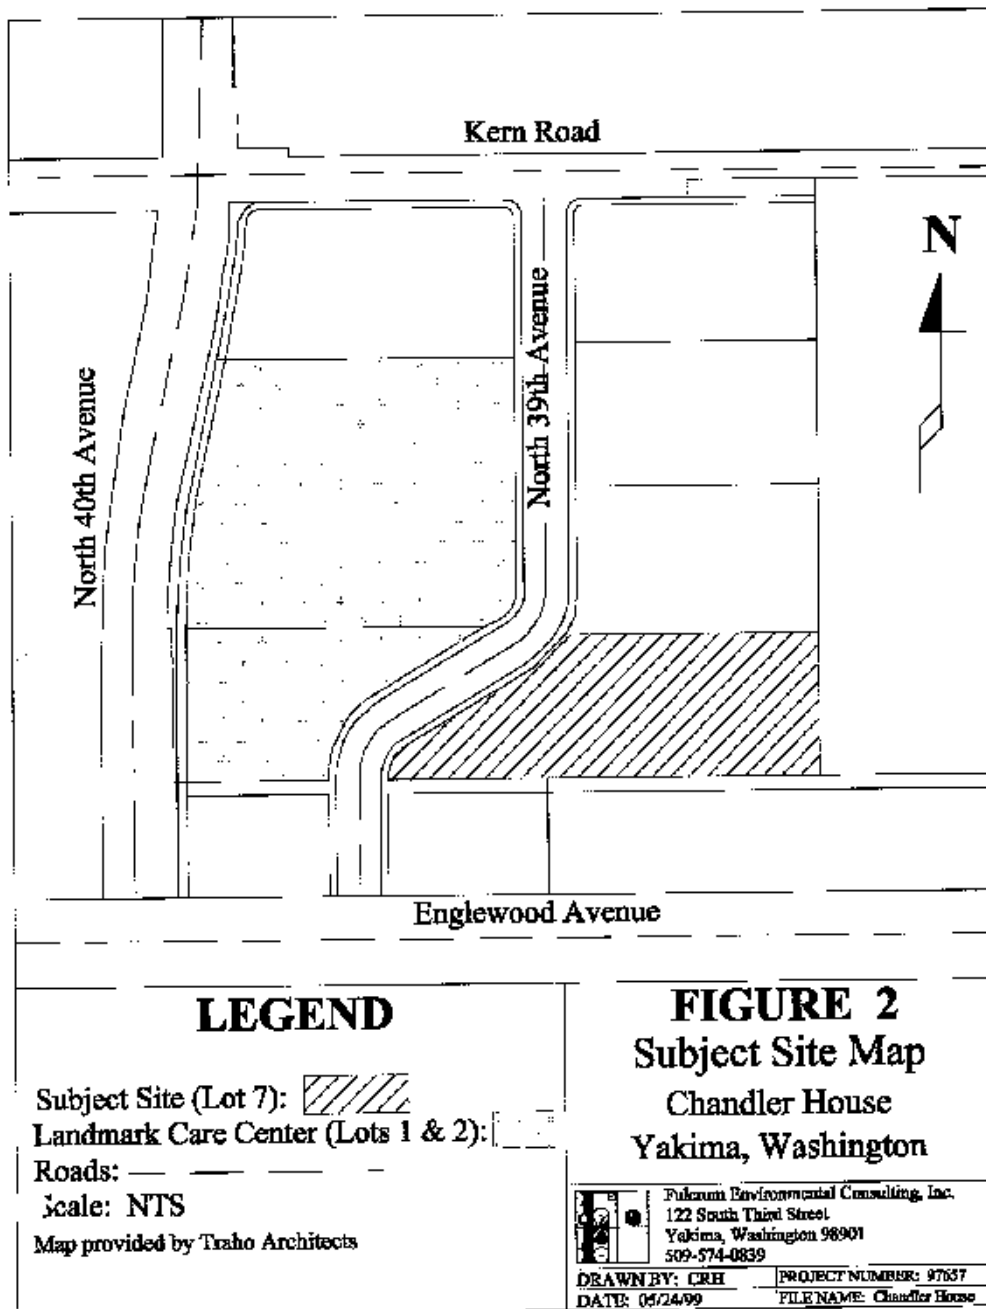 Kern Road
N
North 40th Avenue
North 39th Avenue
Englewood Avenue
LEGEND
Subject Site (Lot 7):
Landmark Care Center (Lots 1 & 2):
Roads:
Scale: NTS
Map provided by Traho Architects
FIGURE 2
Subject Site Map
Chandler House
Yakima, Washington
Fulcrum Environmental Consulting, Inc.
122 South Third Street
Yakima, Washington 98901
509-574-0839
DRAWN BY: CRH
PROJECT NUMBER: 97657
DATE: 05/24/99
FILE NAME: Chandler House